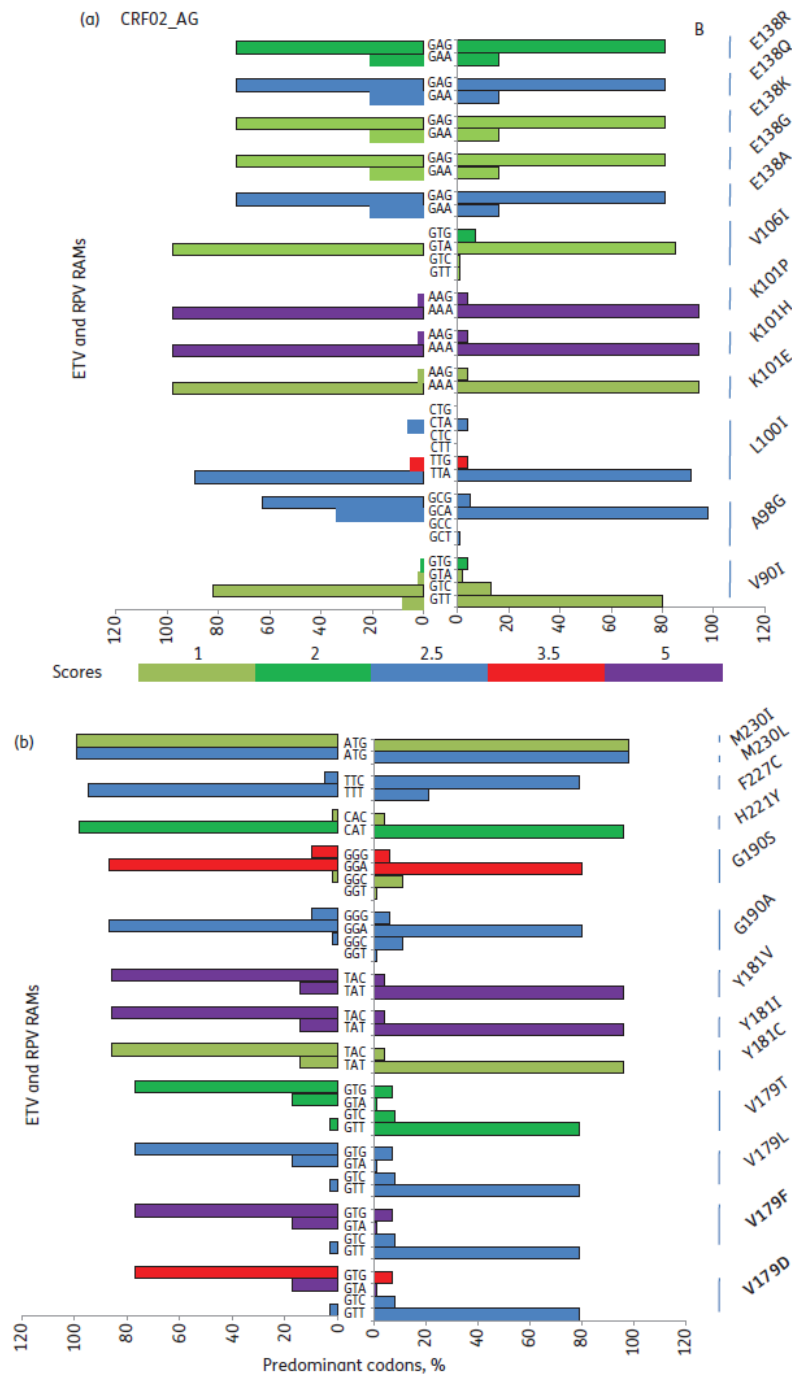 (a) CRF02_AG
B
ETV and RPV RAMs
GAG
GAA
E138R
E138Q
GAG
GAA
E138K
GAG
GAA
E138G
GAG
GAA
E138A
GAG
GAA
GTG
GTA
GTC
GTT
V106I
K101P
AAG
AAA
K101H
AAG
AAA
K101E
AAG
AAA
CTG
CTA
CTC
CTT
TTG
TTA
L100I
GCG
GCA
GCC
GCT
A98G
GTG
GTA
GTC
GTT
V90I
120 100 80 60 40 20 0 0 20 40 60 80 100 120
Scores 1 2 2.5 3.5 5
(b)
ETV and RPV RAMs
ATG
ATG
M230I
M230L
TTC
TTT
F227C
CAC
CAT
H221Y
GGG
GGA
GGC
GGT
G190S
GGG
GGA
GGC
GGT
G190A
TAC
TAT
Y181V
TAC
TAT
Y181I
TAC
TAT
Y181C
GTG
GTA
GTC
GTT
V179T
GTG
GTA
GTC
GTT
V179L
GTG
GTA
GTC
GTT
V179F
GTG
GTA
GTC
GTT
V179D
120 100 80 60 40 20 0 0 20 40 60 80 100 120
Predominant codons, %